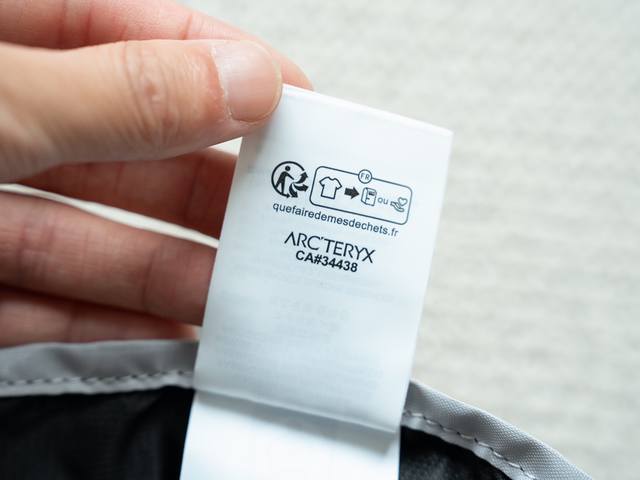 FR
ou
quefairedemesdechets.fr
ARC'TERYX
CA#34438